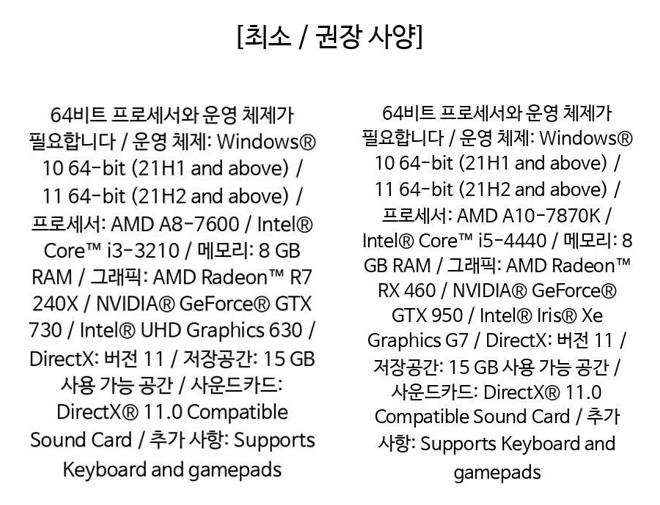 [최소 / 권장 사양]
64비트 프로세서와 운영 체제가
필요합니다 / 운영 체제: Windows®
10 64-bit (21H1 and above) /
11 64-bit (21H2 and above) /
프로세서: AMD A8-7600 / Intel®
Core™ i3-3210 / 메모리: 8 GB
RAM / 그래픽: AMD Radeon™ R7
240X / NVIDIA® GeForce® GTX
730 / Intel® UHD Graphics 630 /
DirectX: 버전 11 / 저장공간: 15 GB
사용 가능 공간 / 사운드카드:
DirectX® 11.0 Compatible
Sound Card / 추가 사항: Supports
Keyboard and gamepads
64비트 프로세서와 운영 체제가
필요합니다 / 운영 체제: Windows®
10 64-bit (21H1 and above) /
11 64-bit (21H2 and above) /
프로세서: AMD A10-7870K /
Intel® Core™ i5-4440 / 메모리: 8
GB RAM / 그래픽: AMD Radeon™
RX 460 / NVIDIA® GeForce®
GTX 950 / Intel® Iris® Xe
Graphics G7 / DirectX: 버전 11 /
저장공간: 15 GB 사용 가능 공간 /
사운드카드: DirectX® 11.0
Compatible Sound Card / 추가
사항: Supports Keyboard and
gamepads